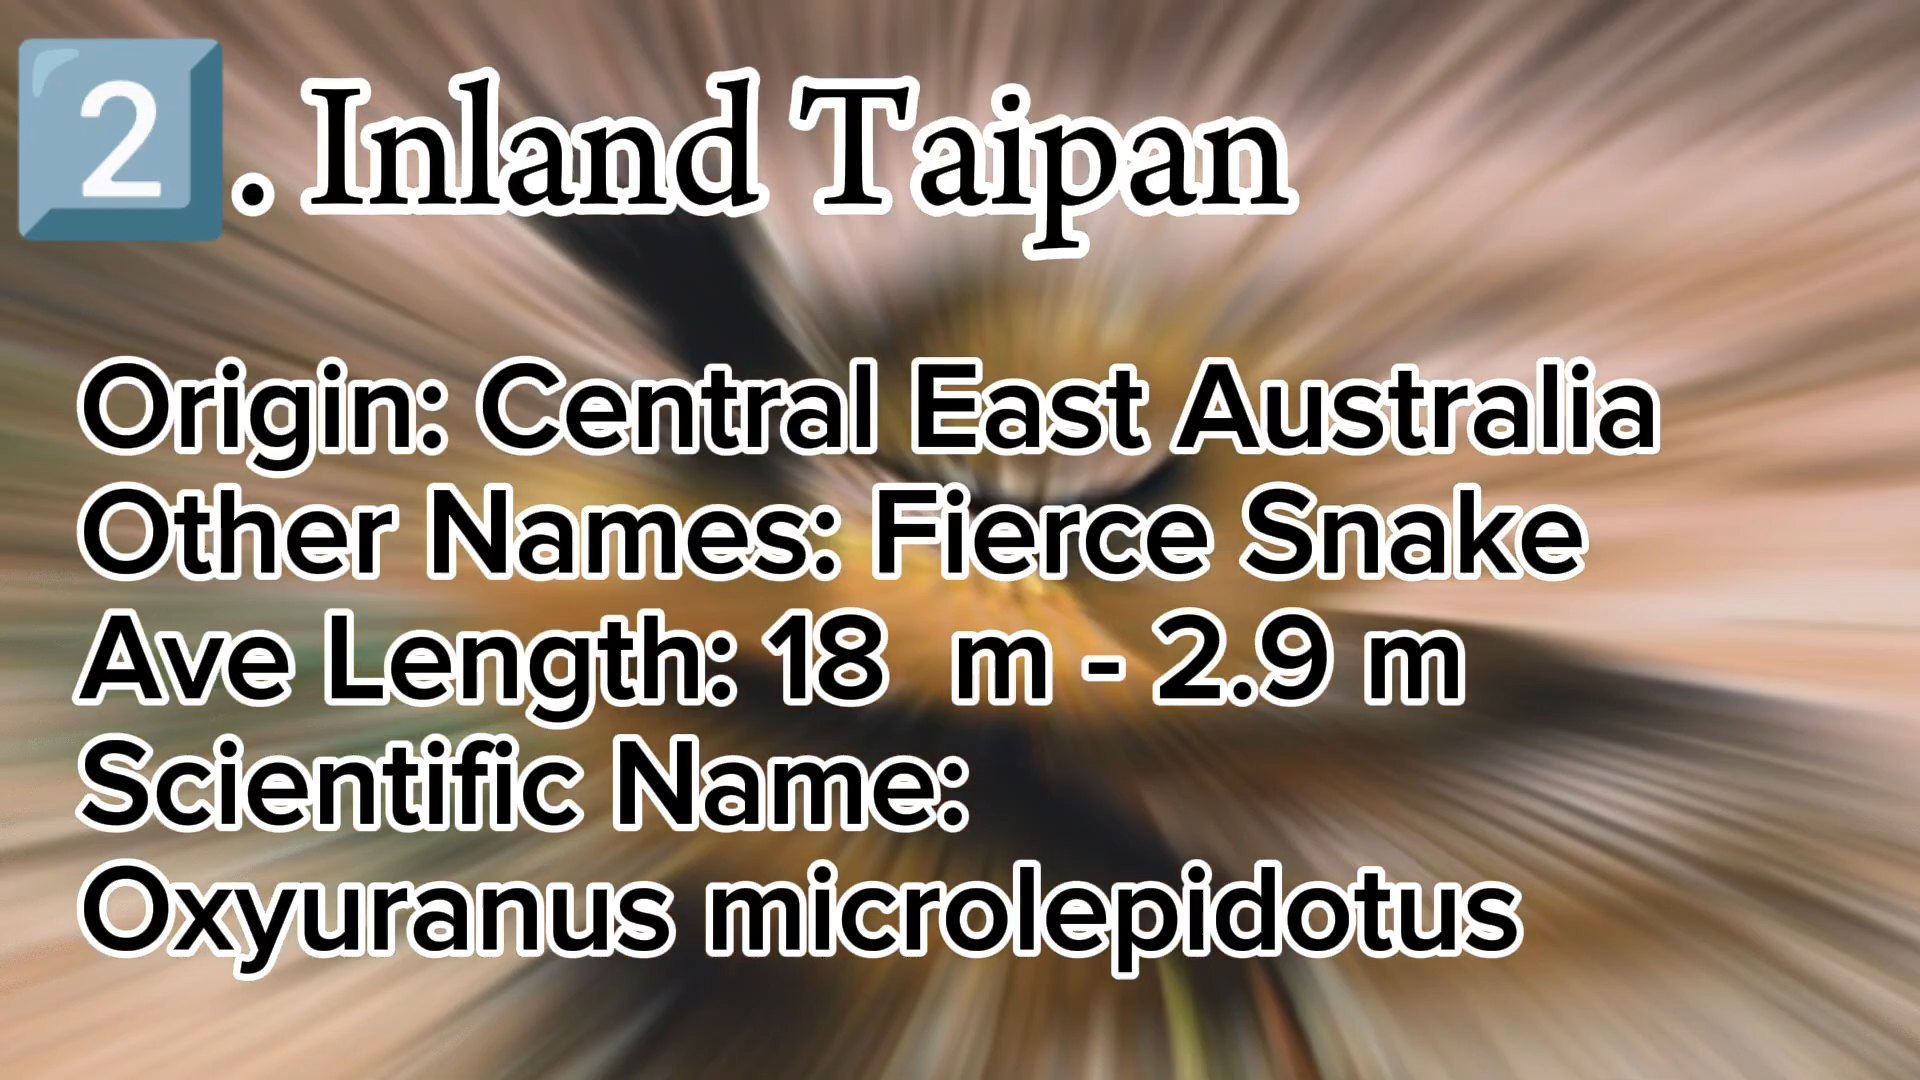 2. Inland Taipan
Origin: Central East Australia
Other Names: Fierce Snake
Ave Length: 18  m - 2.9 m
Scientific Name:
Oxyuranus microlepidotus